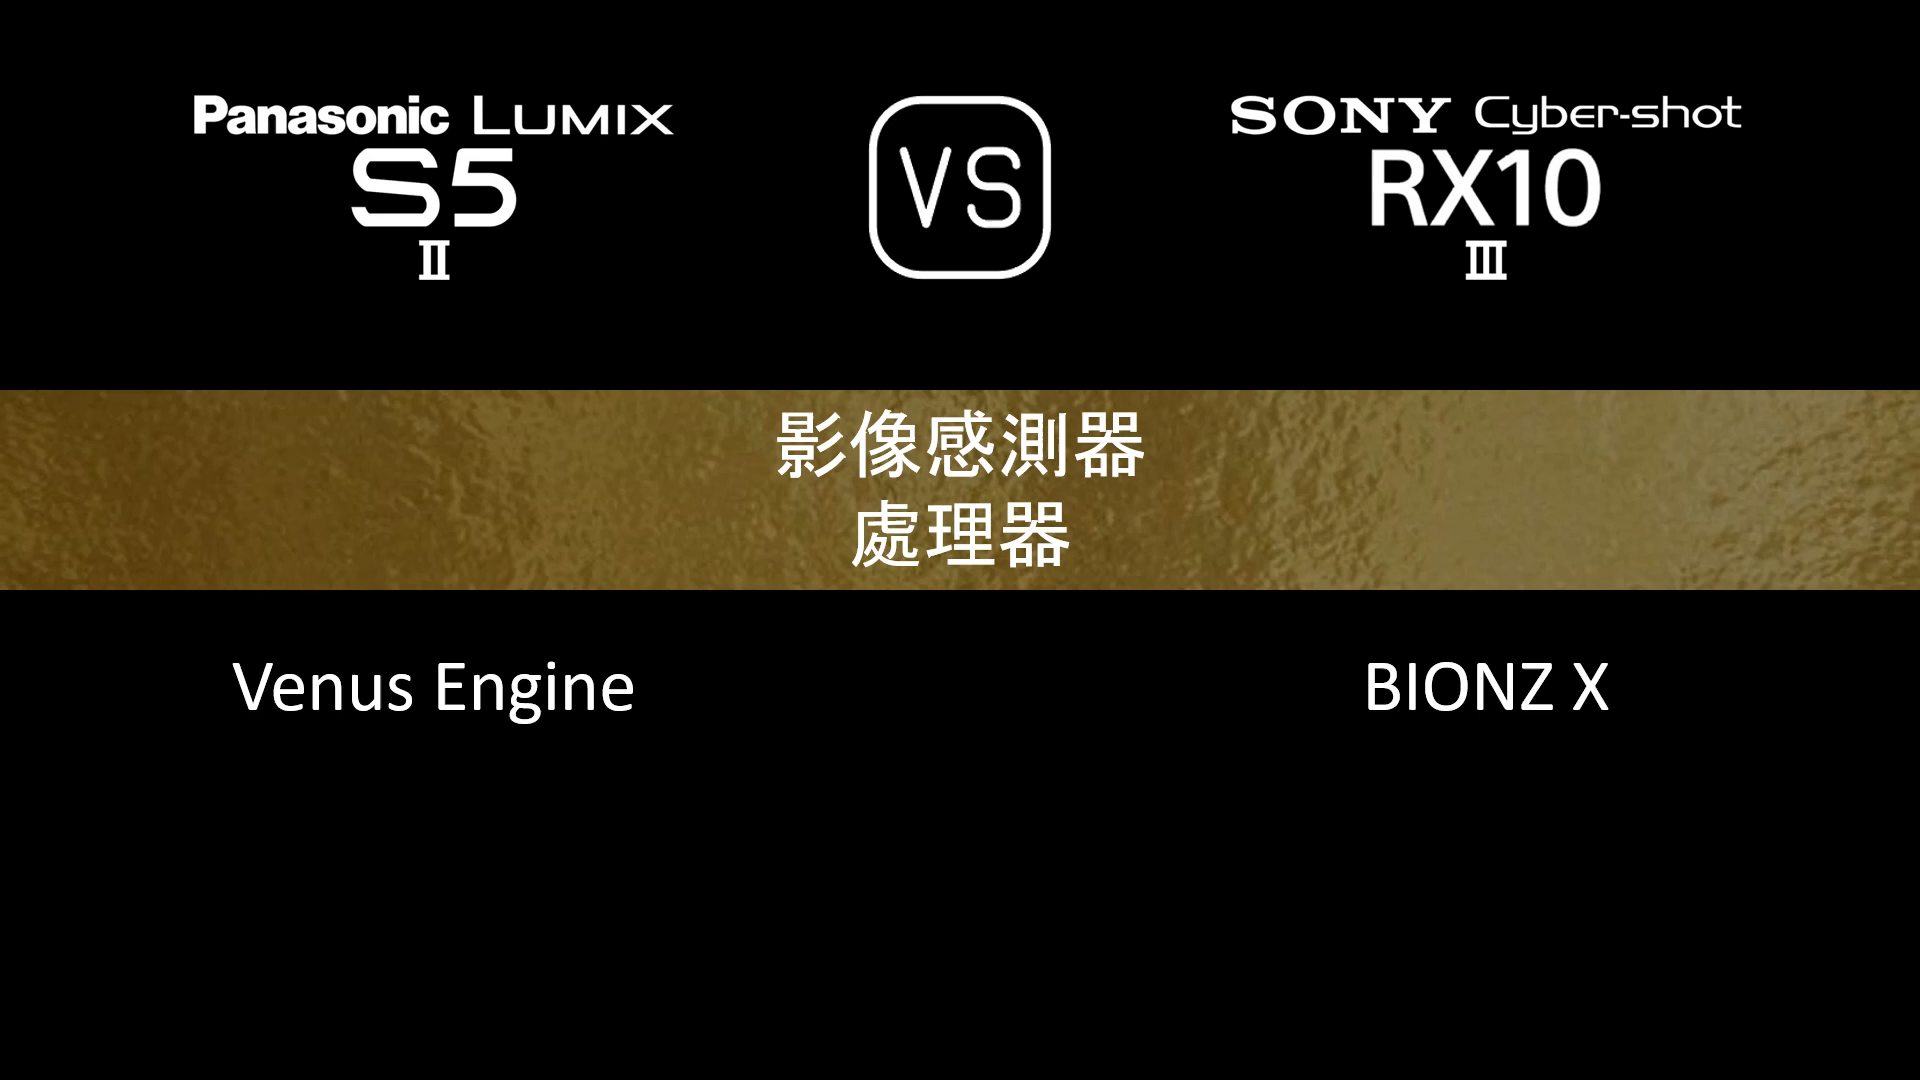 Panasonic LUMIX
S5
II
VS
SONY Cyber-shot
RX10
III
影像感測器
處理器
Venus Engine
BIONZ X